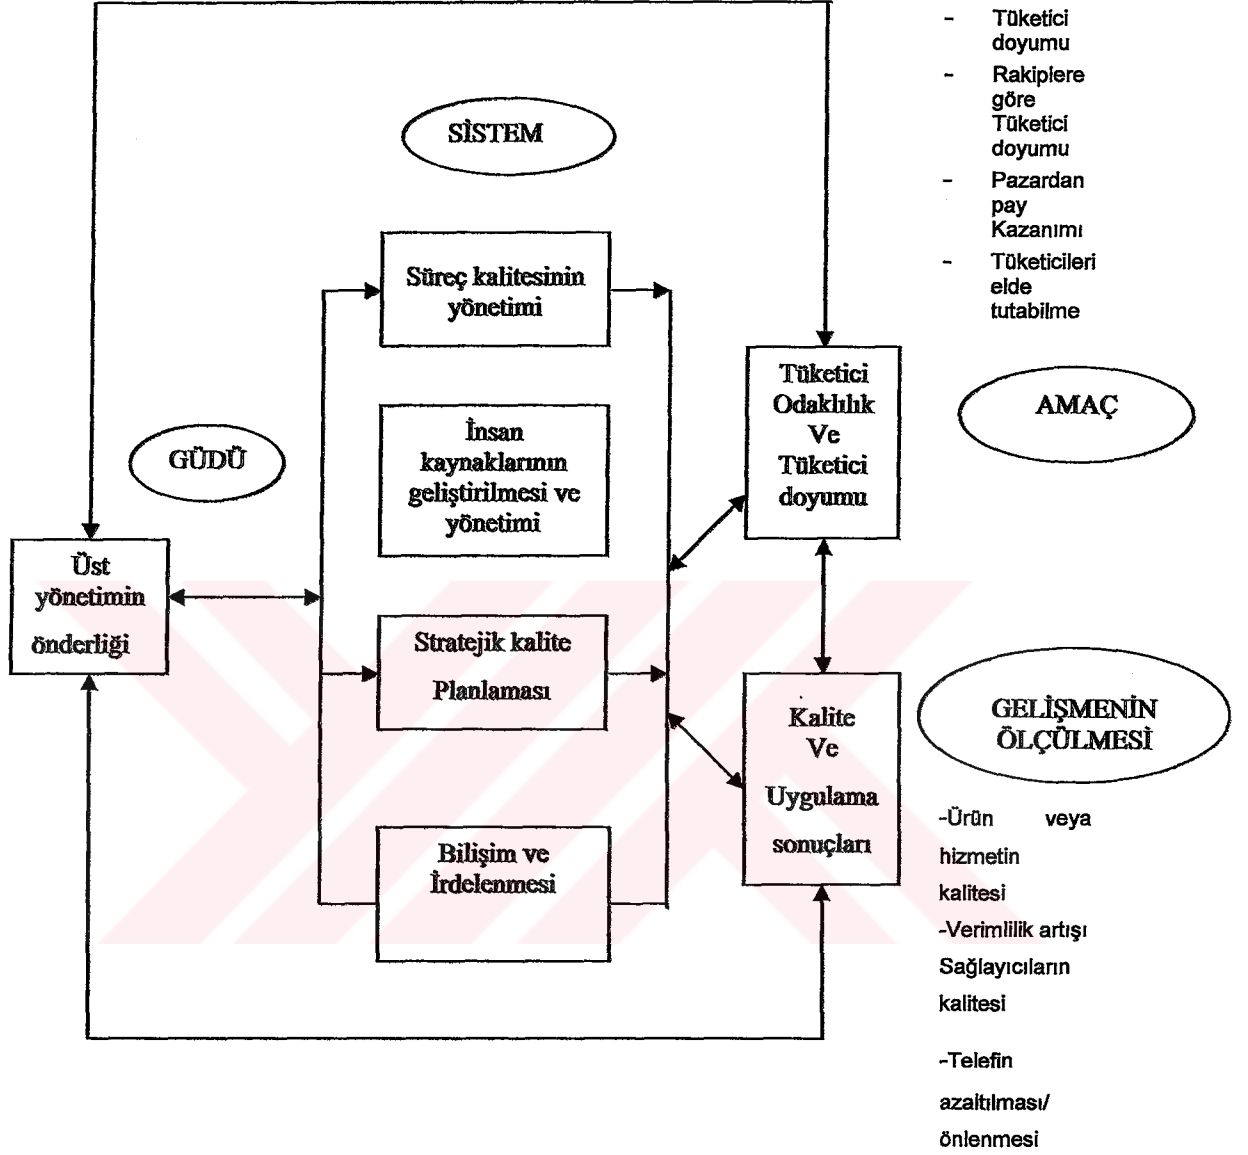 - Tüketici
doyumu
- Rakiplere
göre
Tüketici
doyumu
- Pazardan
pay
Kazanımı
- Tüketicileri
elde
tutabilme
SİSTEM
Süreç kalitesinin
yönetimi
İnsan
kaynaklarının
geliştirilmesi ve
yönetimi
Stratejik kalite
Planlaması
Bilişim ve
İrdelenmesi
GÜDÜ
Üst
yönetimin
önderliği
Tüketici
Odaklılık
Ve
Tüketici
doyumu
AMAÇ
Kalite
Ve
Uygulama
sonuçları
GELİŞMENİN
ÖLÇÜLMESİ
-Ürün veya
hizmetin
kalitesi
-Verimlilik artışı
Sağlayıcıların
kalitesi
-Telefin
azaltılması/
önlenmesi